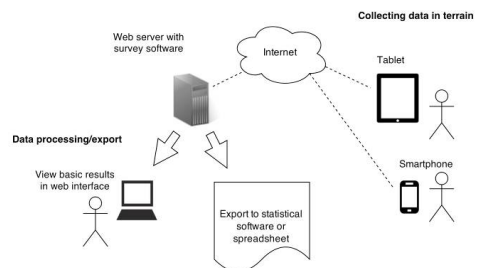 Collecting data in terrain
Web server with
survey software
Internet
Tablet
Data processing/export
Smartphone
View basic results
in web interface
Export to statistical
software or
spreadsheet